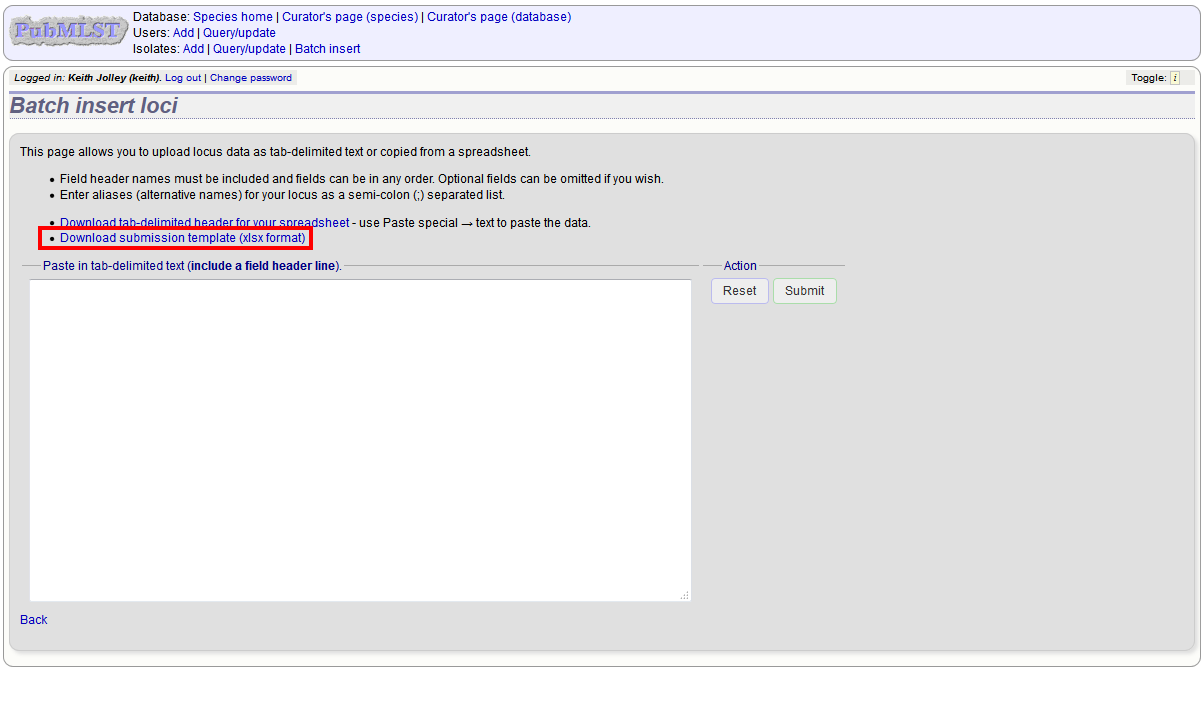 PubMLST
Database: Species home | Curator's page (species) | Curator's page (database)
Users: Add | Query/update
Isolates: Add | Query/update | Batch insert
Logged in: Keith Jolley (keith). Log out | Change password
Toggle: i
Batch insert loci
This page allows you to upload locus data as tab-delimited text or copied from a spreadsheet.
• Field header names must be included and fields can be in any order. Optional fields can be omitted if you wish.
• Enter aliases (alternative names) for your locus as a semi-colon (;) separated list.
• Download tab-delimited header for your spreadsheet - use Paste special → text to paste the data.
• Download submission template (xlsx format)
Paste in tab-delimited text (include a field header line).
Action
Reset Submit
Back